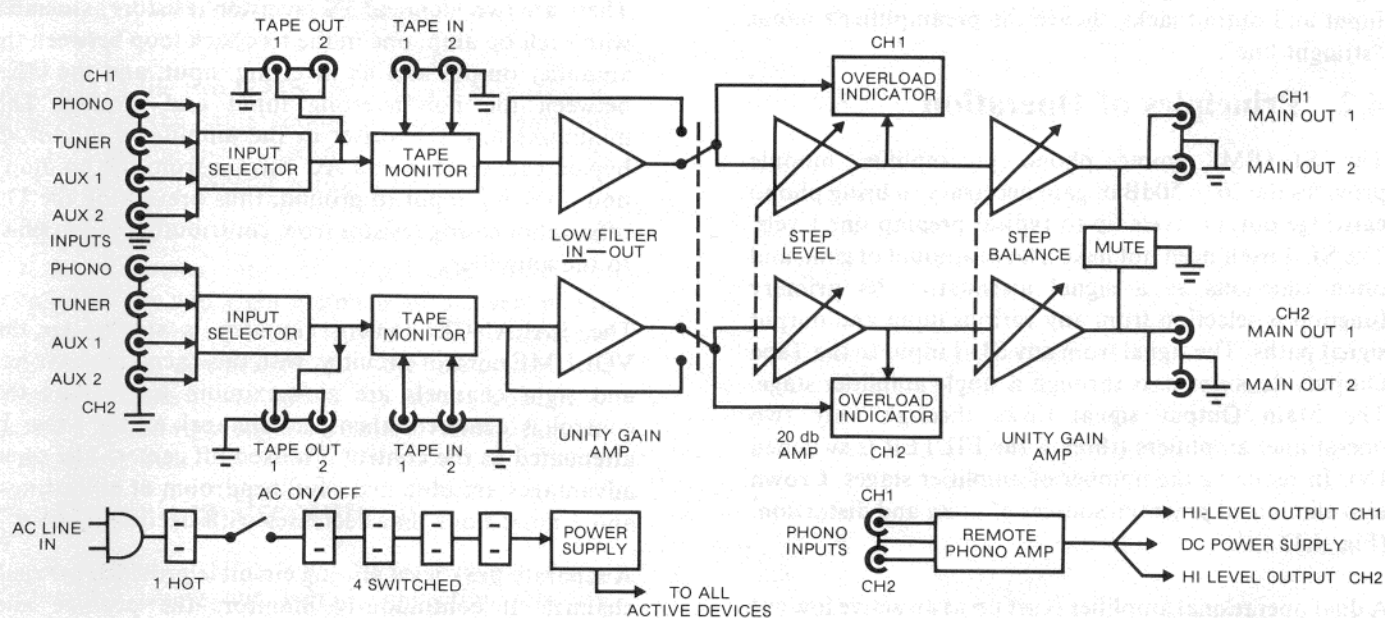 TAPE OUT
1 2
TAPE IN
1 2
CH1
PHONO
TUNER
AUX 1
AUX 2
INPUTS
PHONO
TUNER
AUX 1
AUX 2
CH2
INPUT
SELECTOR
TAPE
MONITOR
INPUT
SELECTOR
TAPE
MONITOR
1 2
TAPE OUT
1 2
TAPE IN
LOW FILTER
IN — OUT
UNITY GAIN
AMP
CH1
OVERLOAD
INDICATOR
STEP
LEVEL
20 db
AMP
OVERLOAD
INDICATOR
CH2
STEP
BALANCE
UNITY GAIN
AMP
MUTE
CH1
MAIN OUT 1
MAIN OUT 2
CH2
MAIN OUT 1
MAIN OUT 2
AC LINE
IN
1 HOT
AC ON/OFF
4 SWITCHED
POWER
SUPPLY
TO ALL
ACTIVE DEVICES
CH1
PHONO
INPUTS
CH2
REMOTE
PHONO AMP
HI-LEVEL OUTPUT CH1
DC POWER SUPPLY
HI LEVEL OUTPUT CH2